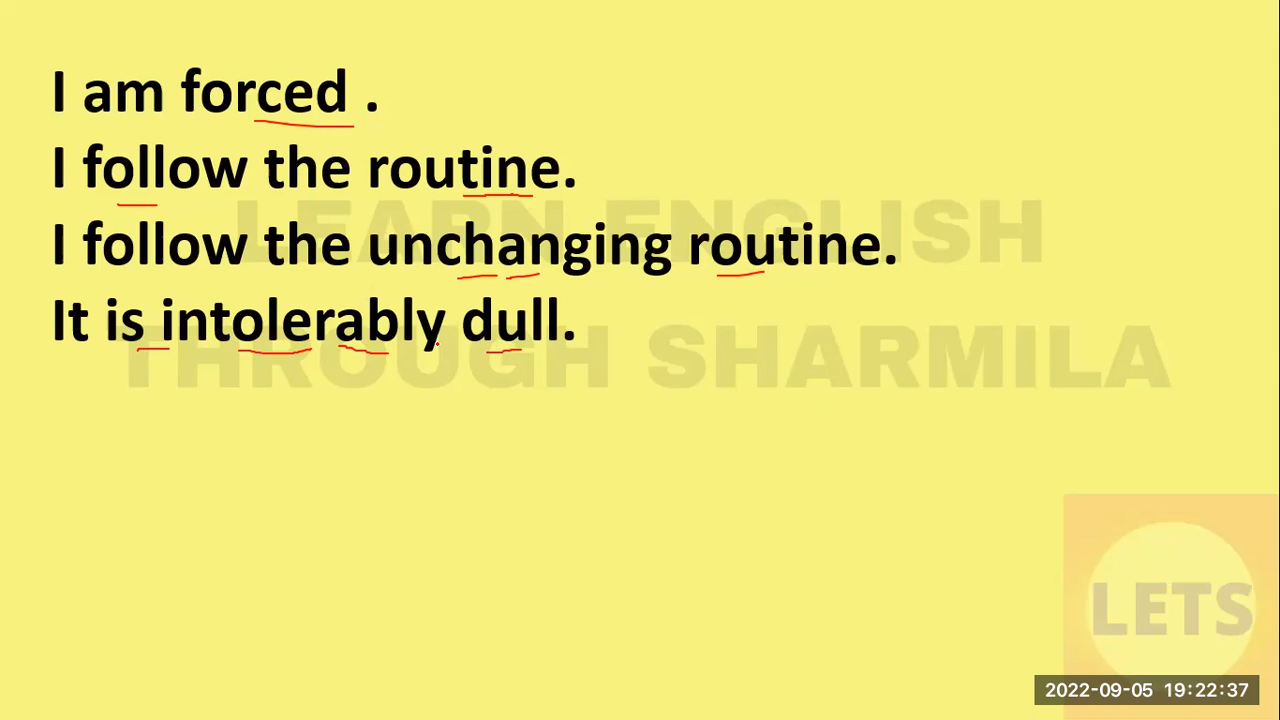 I am forced .
I follow the routine.
I follow the unchanging routine.
It is intolerably dull.
LEARN ENGLISH
THROUGH SHARMILA
LETS
2022-09-05 19:22:37